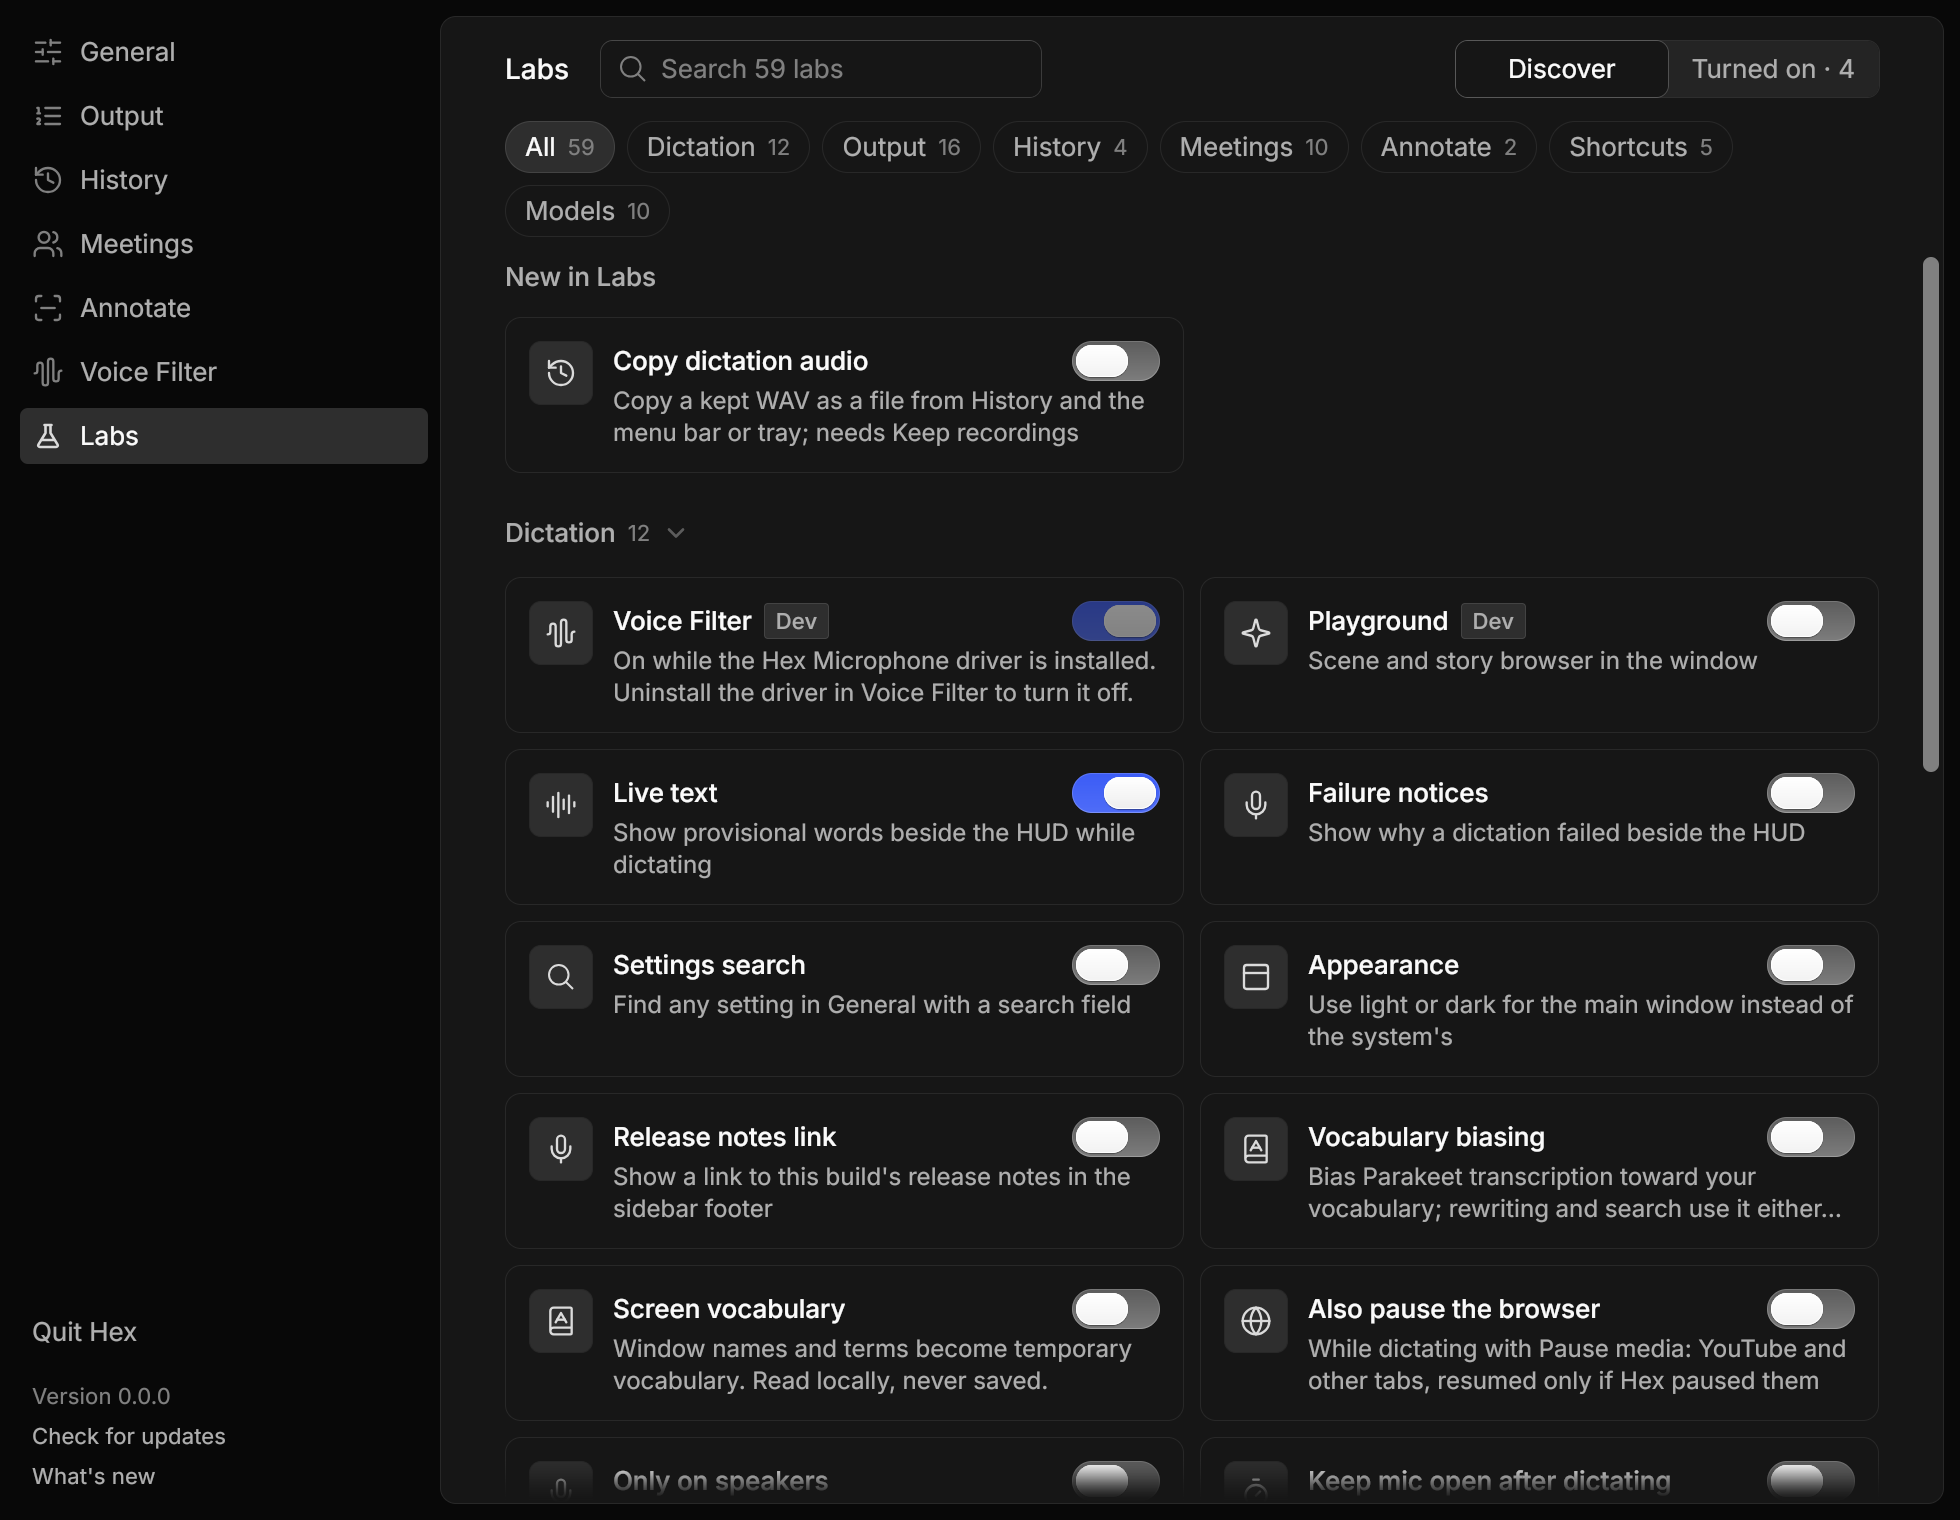 General
Output
History
Meetings
Annotate
Voice Filter
Labs
Quit Hex
Version 0.0.0
Check for updates
What's new
Labs
Search 59 labs
Discover
Turned on · 4
All 59
Dictation 12
Output 16
History 4
Meetings 10
Annotate 2
Shortcuts 5
Models 10
New in Labs
Copy dictation audio
Copy a kept WAV as a file from History and the
menu bar or tray; needs Keep recordings
Dictation 12
Voice Filter Dev
On while the Hex Microphone driver is installed.
Uninstall the driver in Voice Filter to turn it off.
Playground Dev
Scene and story browser in the window
Live text
Show provisional words beside the HUD while
dictating
Failure notices
Show why a dictation failed beside the HUD
Settings search
Find any setting in General with a search field
Appearance
Use light or dark for the main window instead of
the system's
Release notes link
Show a link to this build's release notes in the
sidebar footer
Vocabulary biasing
Bias Parakeet transcription toward your
vocabulary; rewriting and search use it either...
Screen vocabulary
Window names and terms become temporary
vocabulary. Read locally, never saved.
Also pause the browser
While dictating with Pause media: YouTube and
other tabs, resumed only if Hex paused them
Only on speakers
Keep mic open after dictating